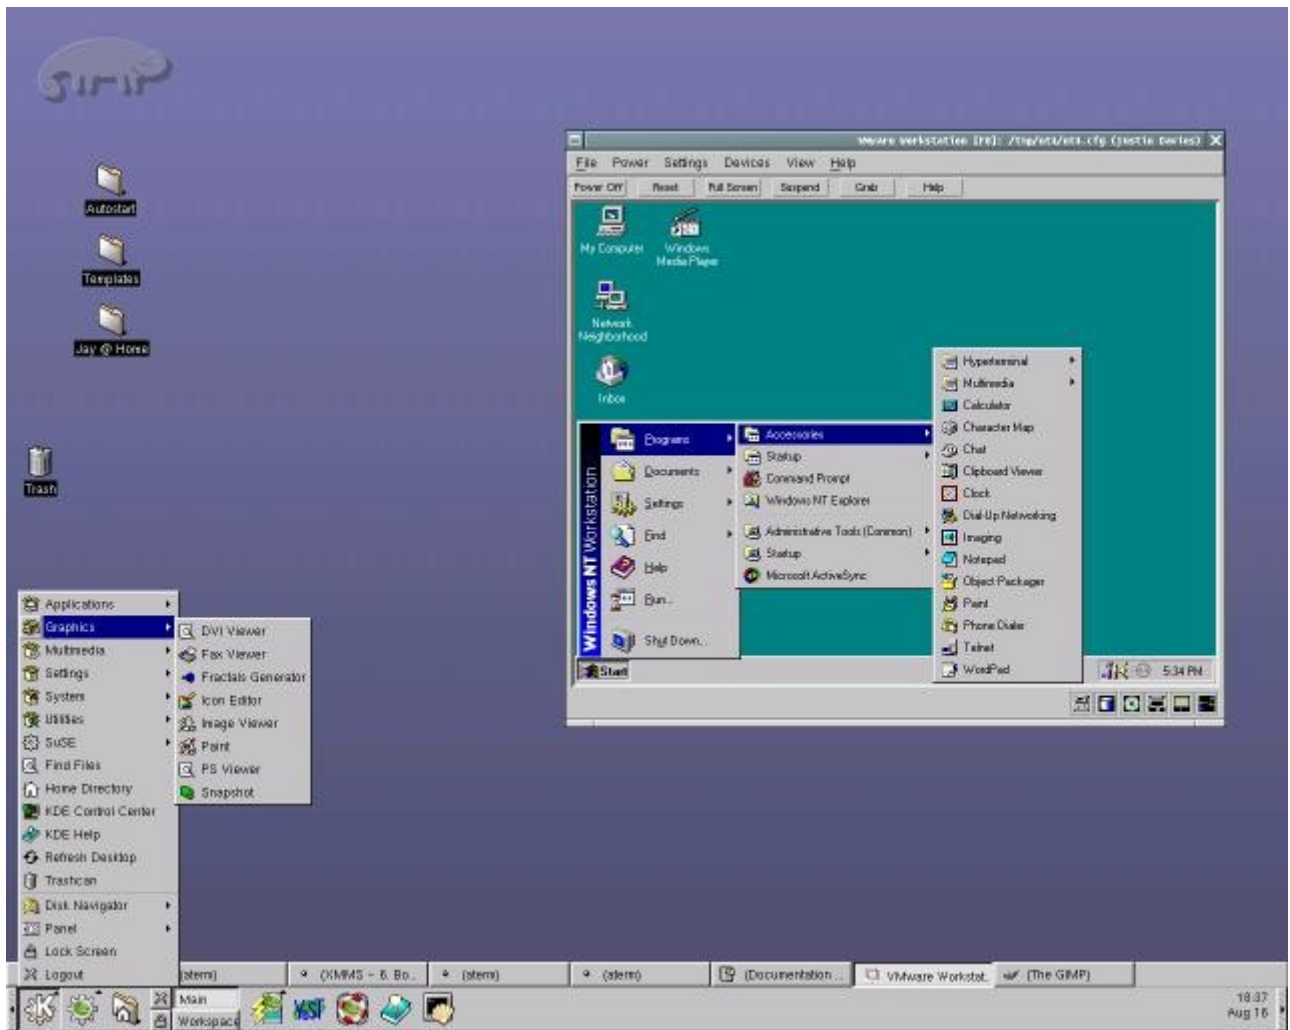 SuSE
Autostart
Templates
Jay @ Home
Trash
VMware Workstation [P8]: /tmp/nt4/nt4.cfg (Justin Davies) X
File Power Settings Devices View Help
Power Off Reset Full Screen Suspend Grab Help
My Computer
Windows
Media Player
Network
Neighborhood
Inbox
Windows NT Workstation
Programs
Documents
Settings
Find
Help
Run...
Shut Down...
Accessories
Startup
Command Prompt
Windows NT Explorer
Administrative Tools (Common)
Startup
Microsoft ActiveSync
Hyperterminal
Multimedia
Calculator
Character Map
Chat
Clipboard Viewer
Clock
Dial-Up Networking
Imaging
Notepad
Object Packager
Paint
Phone Dialer
Telnet
WordPad
Start
5:34 PM
Applications
Graphics
Multimedia
Settings
System
Utilities
SuSE
Find Files
Home Directory
KDE Control Center
KDE Help
Refresh Desktop
Trashcan
Disk Navigator
Panel
Lock Screen
Logout
DVI Viewer
Fax Viewer
Fractals Generator
Icon Editor
Image Viewer
Paint
PS Viewer
Snapshot
(aterm) (XMMS - 6. Bo.. (aterm) (aterm) (Documentation ... VMware Workstat. (The GIMP)
K
Main
Workspace
YaST
18:37
Aug 16